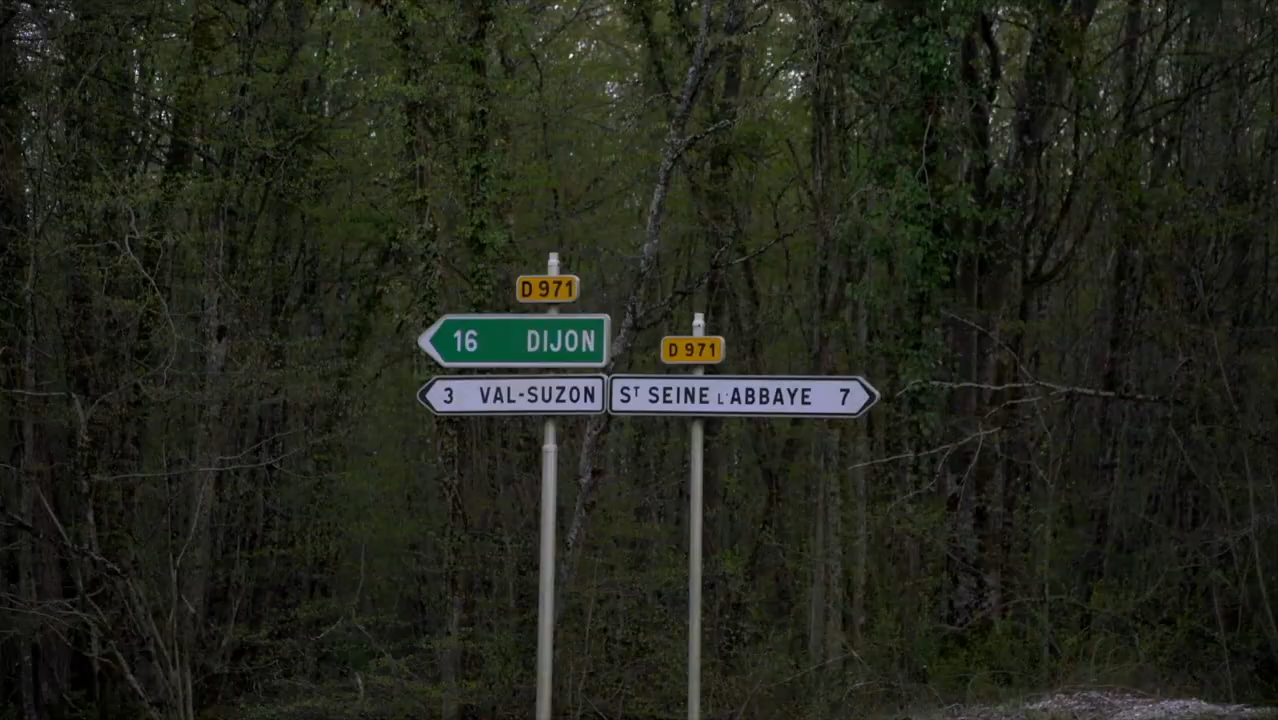 D 971
16 DIJON
D 971
3 VAL-SUZON
ST SEINE L'ABBAYE 7